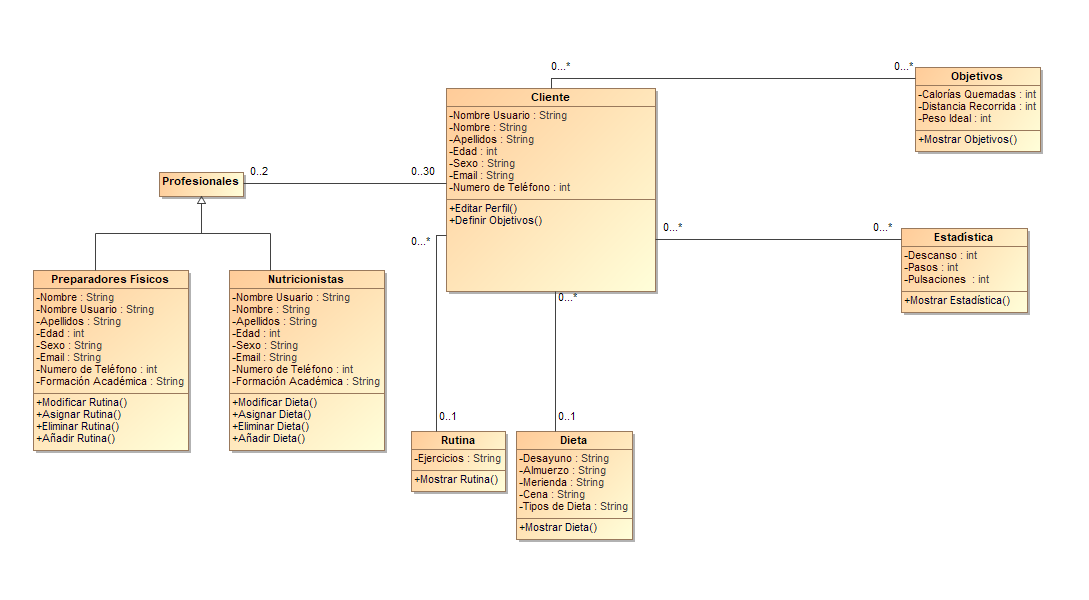 0...*
0...*
Objetivos
-Calorías Quemadas : int
-Distancia Recorrida : int
-Peso Ideal : int
+Mostrar Objetivos()
Cliente
-Nombre Usuario : String
-Nombre : String
-Apellidos : String
-Edad : int
-Sexo : String
-Email : String
-Numero de Teléfono : int
+Editar Perfil()
+Definir Objetivos()
Profesionales
0..2
0..30
0...*
0...*
0...*
0...*
Estadística
-Descanso : int
-Pasos : int
-Pulsaciones : int
+Mostrar Estadística()
Preparadores Físicos
-Nombre : String
-Nombre Usuario : String
-Apellidos : String
-Edad : int
-Sexo : String
-Email : String
-Numero de Teléfono : int
-Formación Académica : String
+Modificar Rutina()
+Asignar Rutina()
+Eliminar Rutina()
+Añadir Rutina()
Nutricionistas
-Nombre Usuario : String
-Nombre : String
-Apellidos : String
-Edad : int
-Sexo : String
-Email : String
-Numero de Teléfono : int
-Formación Académica : String
+Modificar Dieta()
+Asignar Dieta()
+Eliminar Dieta()
+Añadir Dieta()
0..1
0..1
Rutina
-Ejercicios : String
+Mostrar Rutina()
Dieta
-Desayuno : String
-Almuerzo : String
-Merienda : String
-Cena : String
-Tipos de Dieta : String
+Mostrar Dieta()